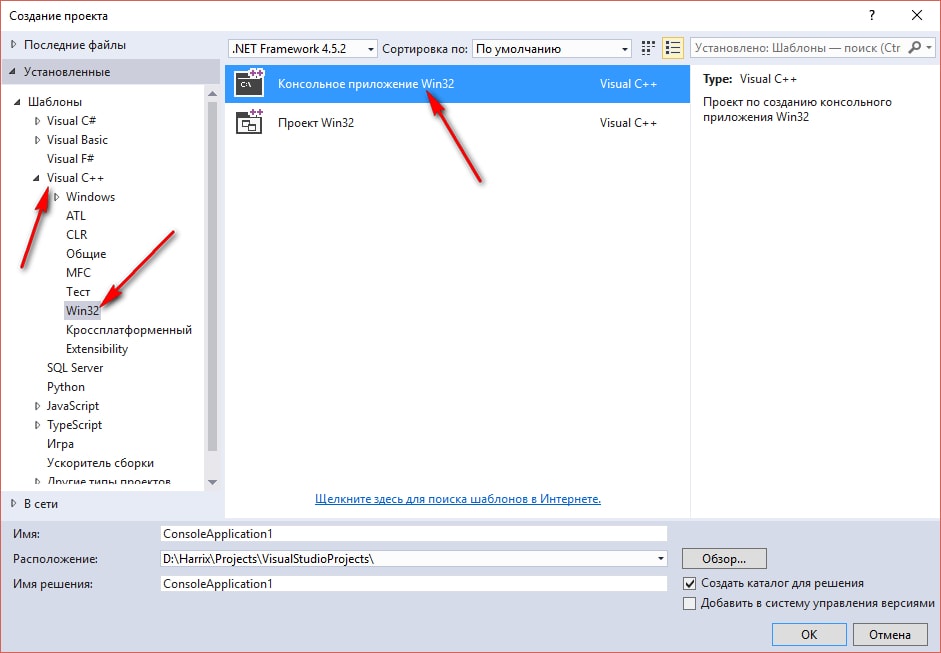 Создание проекта
?
Последние файлы
Установленные
Шаблоны
Visual C#
Visual Basic
Visual F#
Visual C++
Windows
ATL
CLR
Общие
MFC
Тест
Win32
Кроссплатформенный
Extensibility
SQL Server
Python
JavaScript
TypeScript
Игра
Ускоритель сборки
Другие типы проектов
В сети
.NET Framework 4.5.2
Сортировка по: По умолчанию
Установлено: Шаблоны — поиск (Ctr
Консольное приложение Win32 Visual C++
Проект Win32 Visual C++
Щелкните здесь для поиска шаблонов в Интернете.
Type: Visual C++
Проект по созданию консольного
приложения Win32
Имя: ConsoleApplication1
Расположение: D:\Harrix\Projects\VisualStudioProjects\
Обзор...
Имя решения: ConsoleApplication1
Создать каталог для решения
Добавить в систему управления версиями
OK Отмена